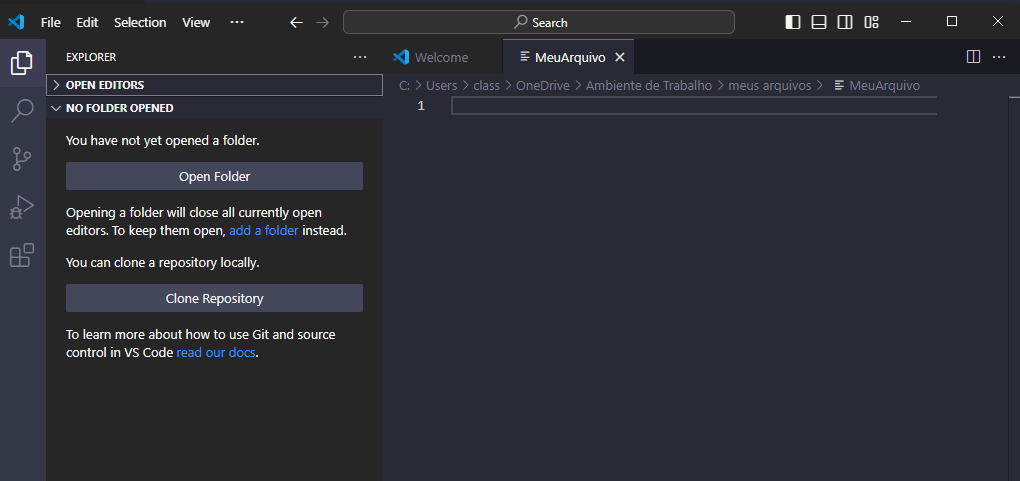 File Edit Selection View ··· Search
EXPLORER ···
OPEN EDITORS
NO FOLDER OPENED
You have not yet opened a folder.
Open Folder
Opening a folder will close all currently open
editors. To keep them open, add a folder instead.
You can clone a repository locally.
Clone Repository
To learn more about how to use Git and source
control in VS Code read our docs.
Welcome MeuArquivo
C: > Users > class > OneDrive > Ambiente de Trabalho > meus arquivos > MeuArquivo
1